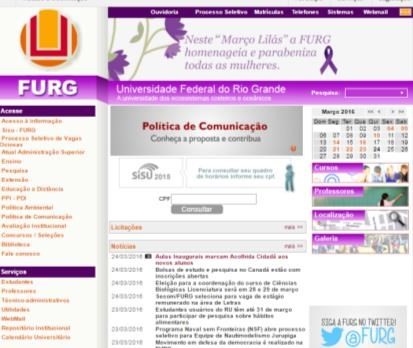 Ouvidoria Processo Seletivo Matrículas Telefones Sistemas Webmail
Neste "Março Lilás" a FURG
homenageia e parabeniza
todas as mulheres.
FURG
Universidade Federal do Rio Grande
A universidade dos ecossistemas costeiros e oceânicos
Pesquisa:
Acesse
Acesso à informação
Sisu - FURG
Processo Seletivo de Vagas
Ociosas
Atual Administração Superior
Ensino
Pesquisa
Extensão
Educação a Distância
PPI - PDI
Política Ambiental
Política de Comunicação
Avaliação Institucional
Concursos / Seleções
Biblioteca
Fale conosco
Serviços
Estudantes
Professores
Técnico-administrativos
Utilidades
WebMail
Repositório Institucional
Calendário Universitário
Política de Comunicação
Conheça a proposta e contribua
SiSU 2015
Para consultar seu quadro
de horários informe seu cpf.
CPF
Consultar
Licitações
mais >>
Notícias
mais >>
24/03/2016 Aulas Inaugurais marcam Acolhida Cidadã aos
novos alunos
24/03/2016 Bolsas de estudo e pesquisa no Canadá estão com
inscrições abertas
24/03/2016 Eleição para a coordenação do curso de Ciências
Biológicas Licenciatura será em 28 e 29 de março
24/03/2016 Secom/FURG seleciona para vaga de estágio
remunerado na área de Letras
23/03/2016 Estudantes usuários do RU têm até 31 de
março para participar de pesquisa sobre hábitos
alimentares
23/03/2016 Programa Naval sem Fronteiras (NSF) abre processo
seletivo para Equipe de Nautimodelismo Jurupiga
23/03/2016 Movimento em defesa da democracia é realizado na
Março 2016
Dom Seg Ter Qua Qui Sex Sab
01 02 03 04 05
06 07 08 09 10 11 12
13 14 15 16 17 18 19
20 21 22 23 24 25 26
27 28 29 30 31
Cursos
Professores
Localização
Galeria
SIGA A FURG NO TWITTER!
@FURG